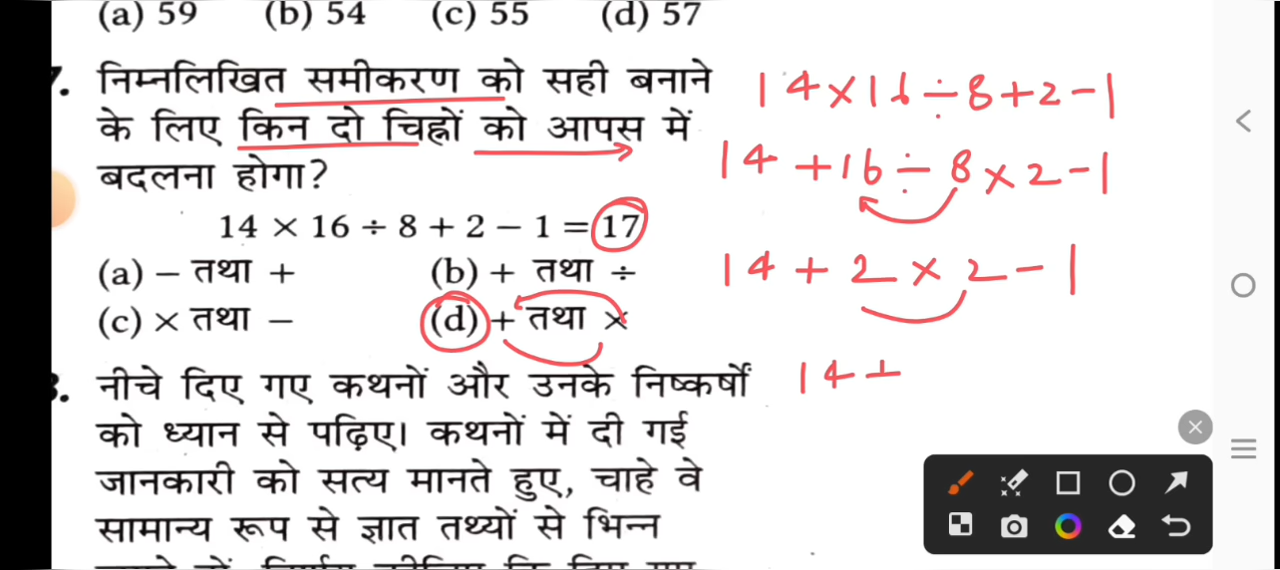 (a) 59 (b) 54 (c) 55 (d) 57
7. निम्नलिखित समीकरण को सही बनाने
के लिए किन दो चिह्नों को आपस में
बदलना होगा?
14 × 16 ÷ 8 + 2 − 1 = 17
(a) − तथा + (b) + तथा ÷
(c) × तथा − (d) + तथा ×
14×16÷8+2-1
14+16÷8×2-1
14+2×2-1
14+
8. नीचे दिए गए कथनों और उनके निष्कर्षों
को ध्यान से पढ़िए। कथनों में दी गई
जानकारी को सत्य मानते हुए, चाहे वे
सामान्य रूप से ज्ञात तथ्यों से भिन्न